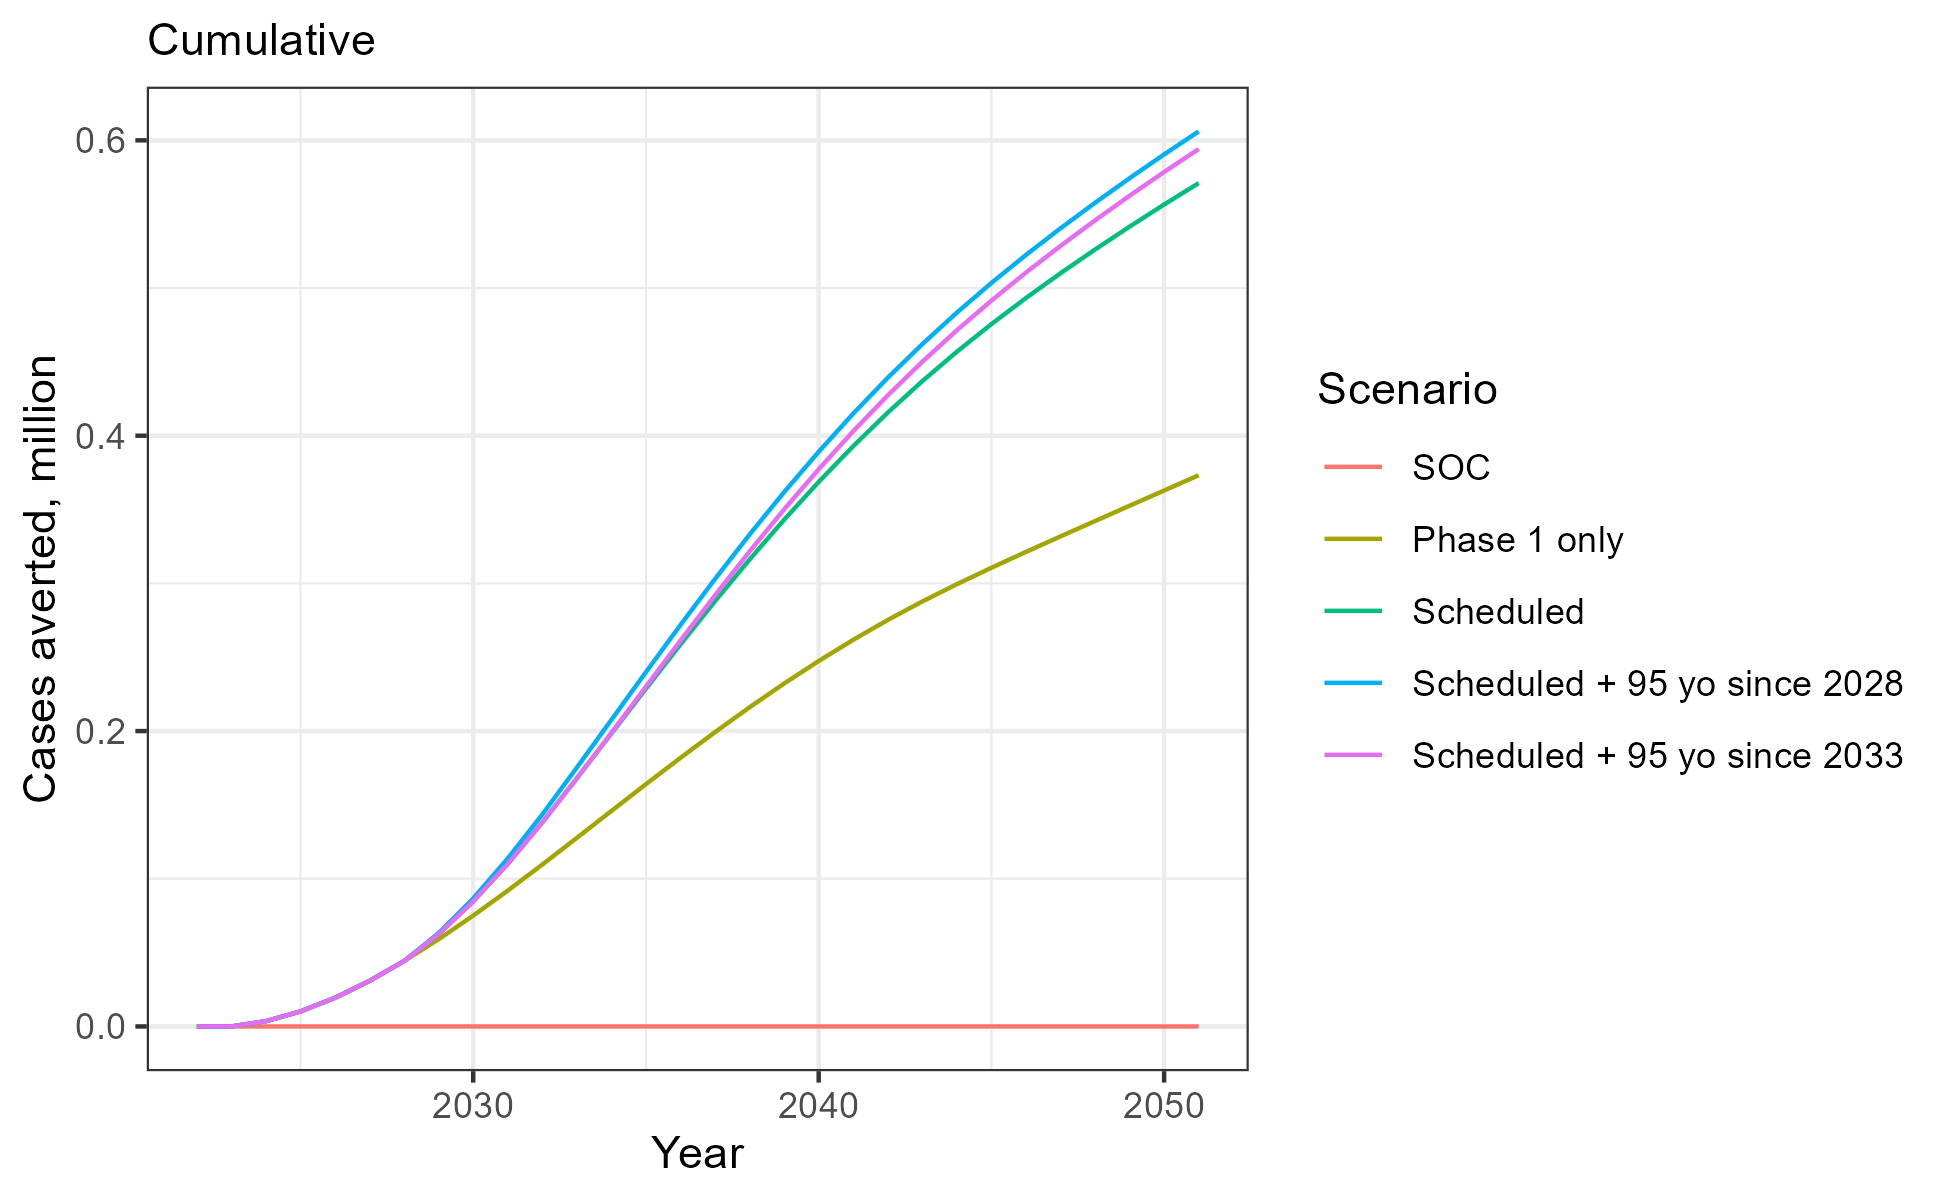 Cumulative
0.6
0.4
0.2
0.0
Cases averted, million
2030
2040
2050
Year
Scenario
SOC
Phase 1 only
Scheduled
Scheduled + 95 yo since 2028
Scheduled + 95 yo since 2033